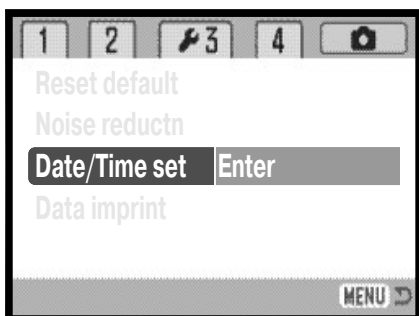 1 2 3 4
Reset default
Noise reductn
Date/Time set Enter
Data imprint
MENU